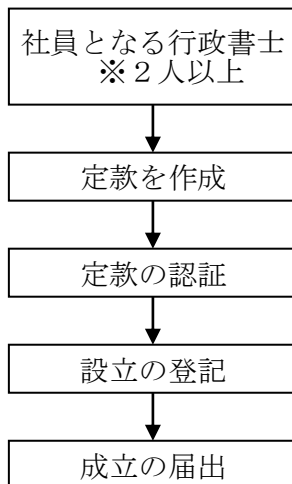 社員となる行政書士
※２人以上
定款を作成
定款の認証
設立の登記
成立の届出